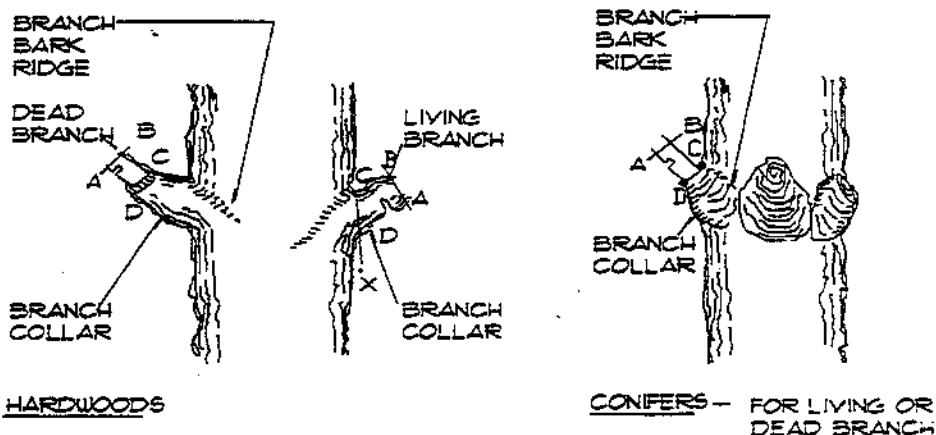 BRANCH
BARK
RIDGE
DEAD
BRANCH
B
C
A
D
BRANCH
COLLAR
LIVING
BRANCH
C
B
A
D
X
BRANCH
COLLAR
HARDWOODS
BRANCH
BARK
RIDGE
B
C
A
D
BRANCH
COLLAR
CONIFERS – FOR LIVING OR
DEAD BRANCH